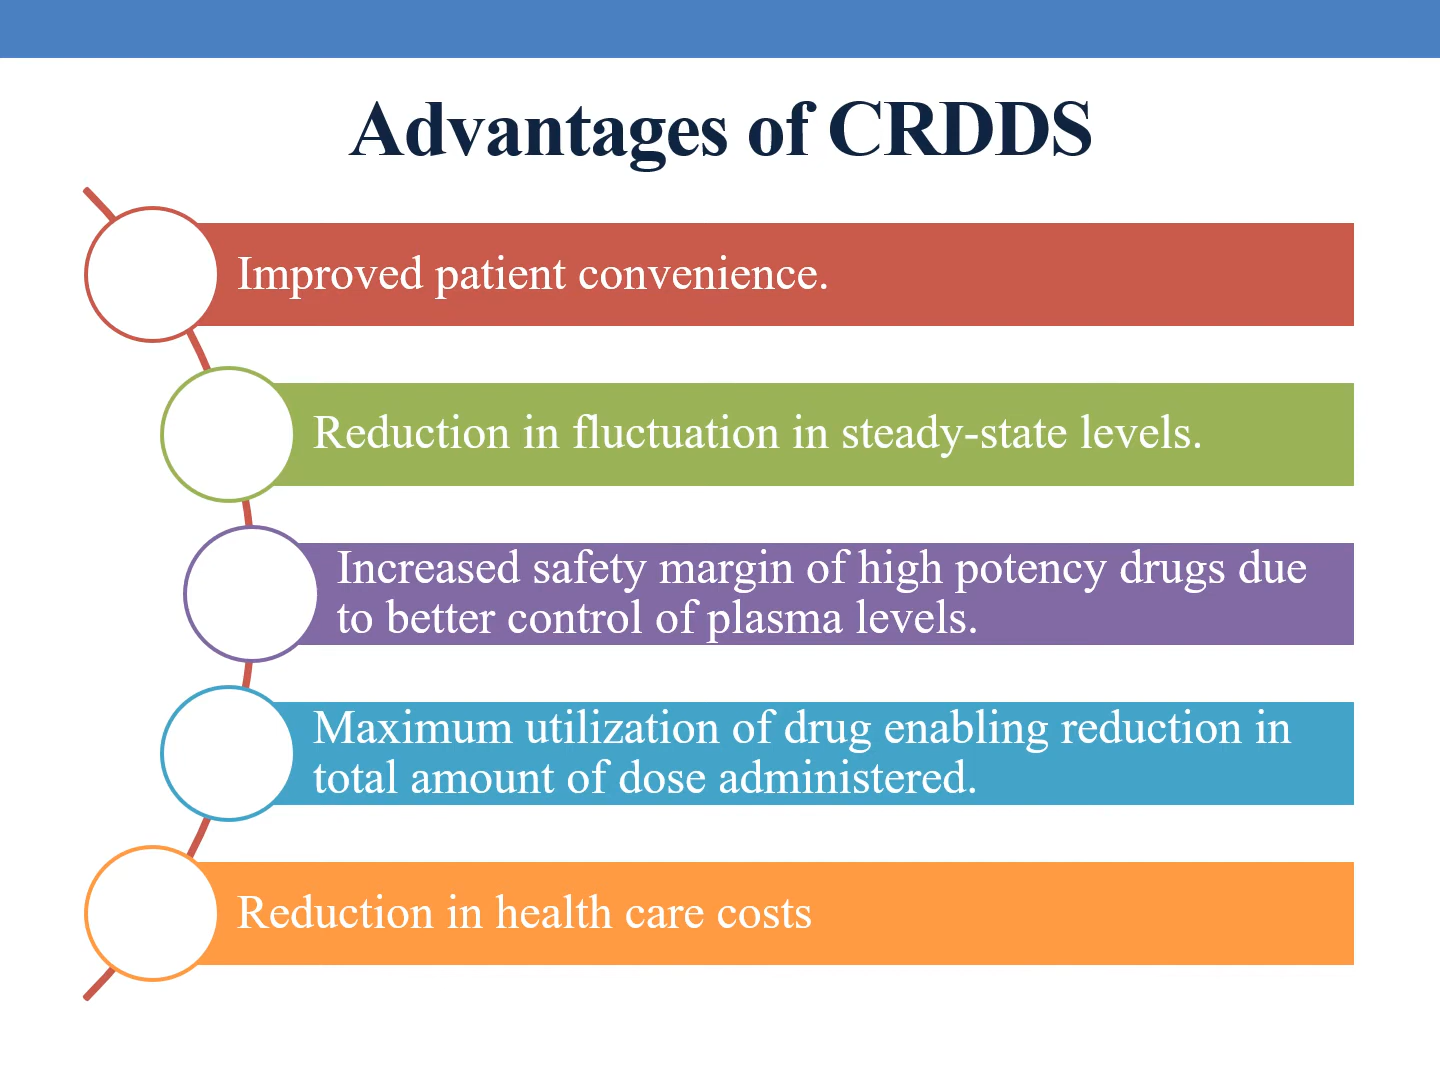 Advantages of CRDDS
Improved patient convenience.
Reduction in fluctuation in steady-state levels.
Increased safety margin of high potency drugs due
to better control of plasma levels.
Maximum utilization of drug enabling reduction in
total amount of dose administered.
Reduction in health care costs